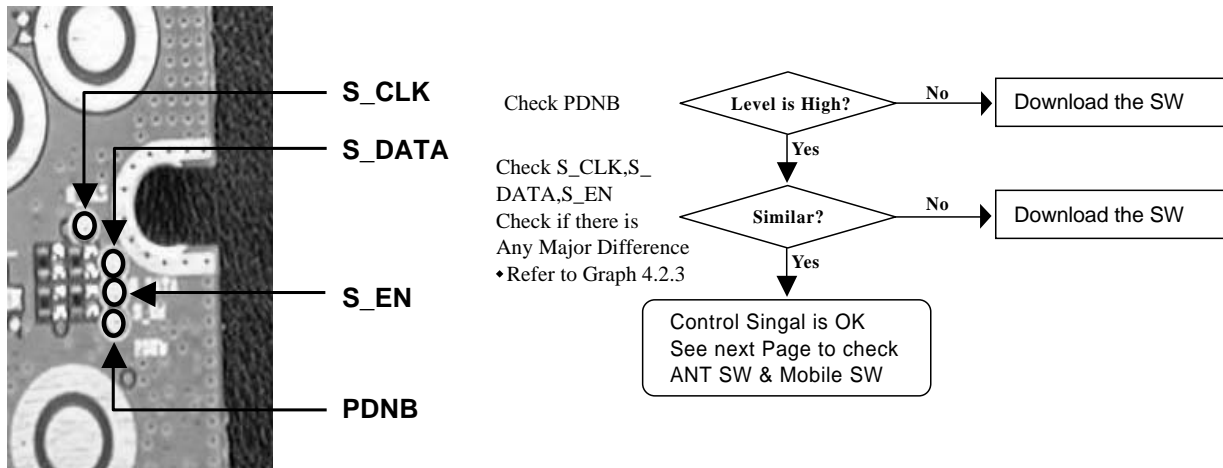 S_CLK
S_DATA
S_EN
PDNB
Check PDNB
Level is High?
No
Download the SW
Yes
Check S_CLK,S_
DATA,S_EN
Check if there is
Any Major Difference
◆Refer to Graph 4.2.3
Similar?
No
Download the SW
Yes
Control Singal is OK
See next Page to check
ANT SW & Mobile SW